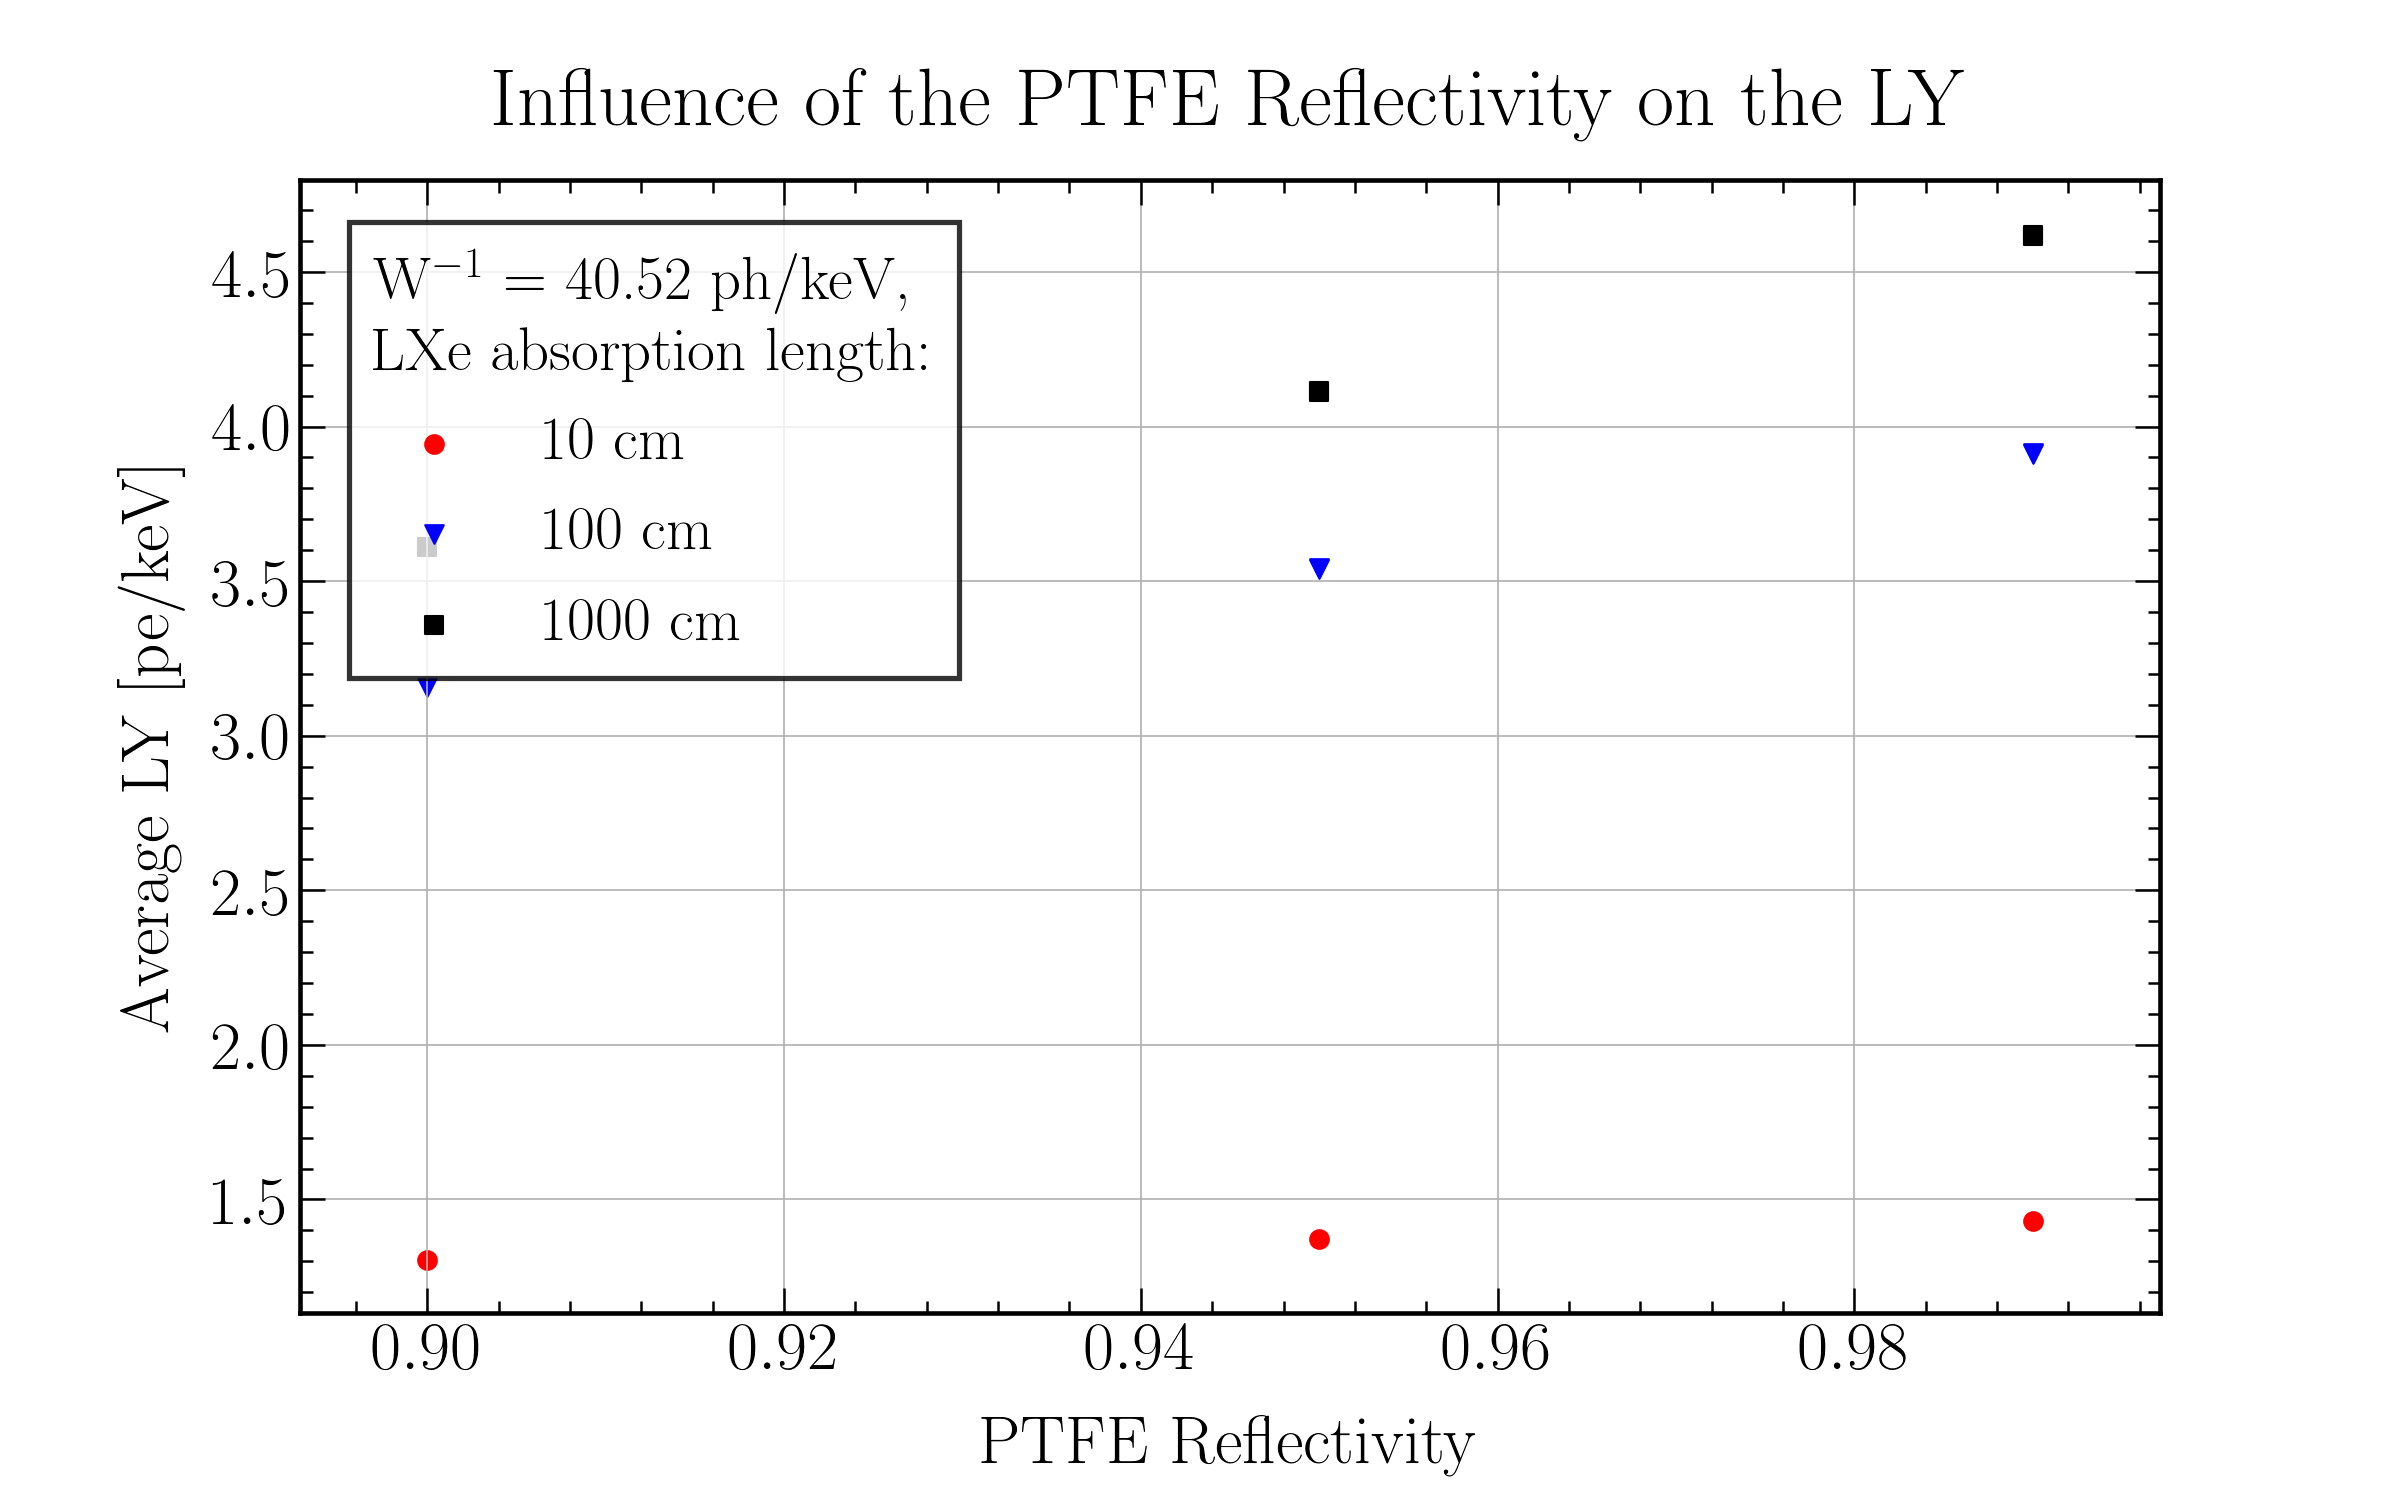 Influence of the PTFE Reflectivity on the LY
W⁻¹ = 40.52 ph/keV,
LXe absorption length:
10 cm
100 cm
1000 cm
Average LY [pe/keV]
4.5
4.0
3.5
3.0
2.5
2.0
1.5
0.90 0.92 0.94 0.96 0.98
PTFE Reflectivity